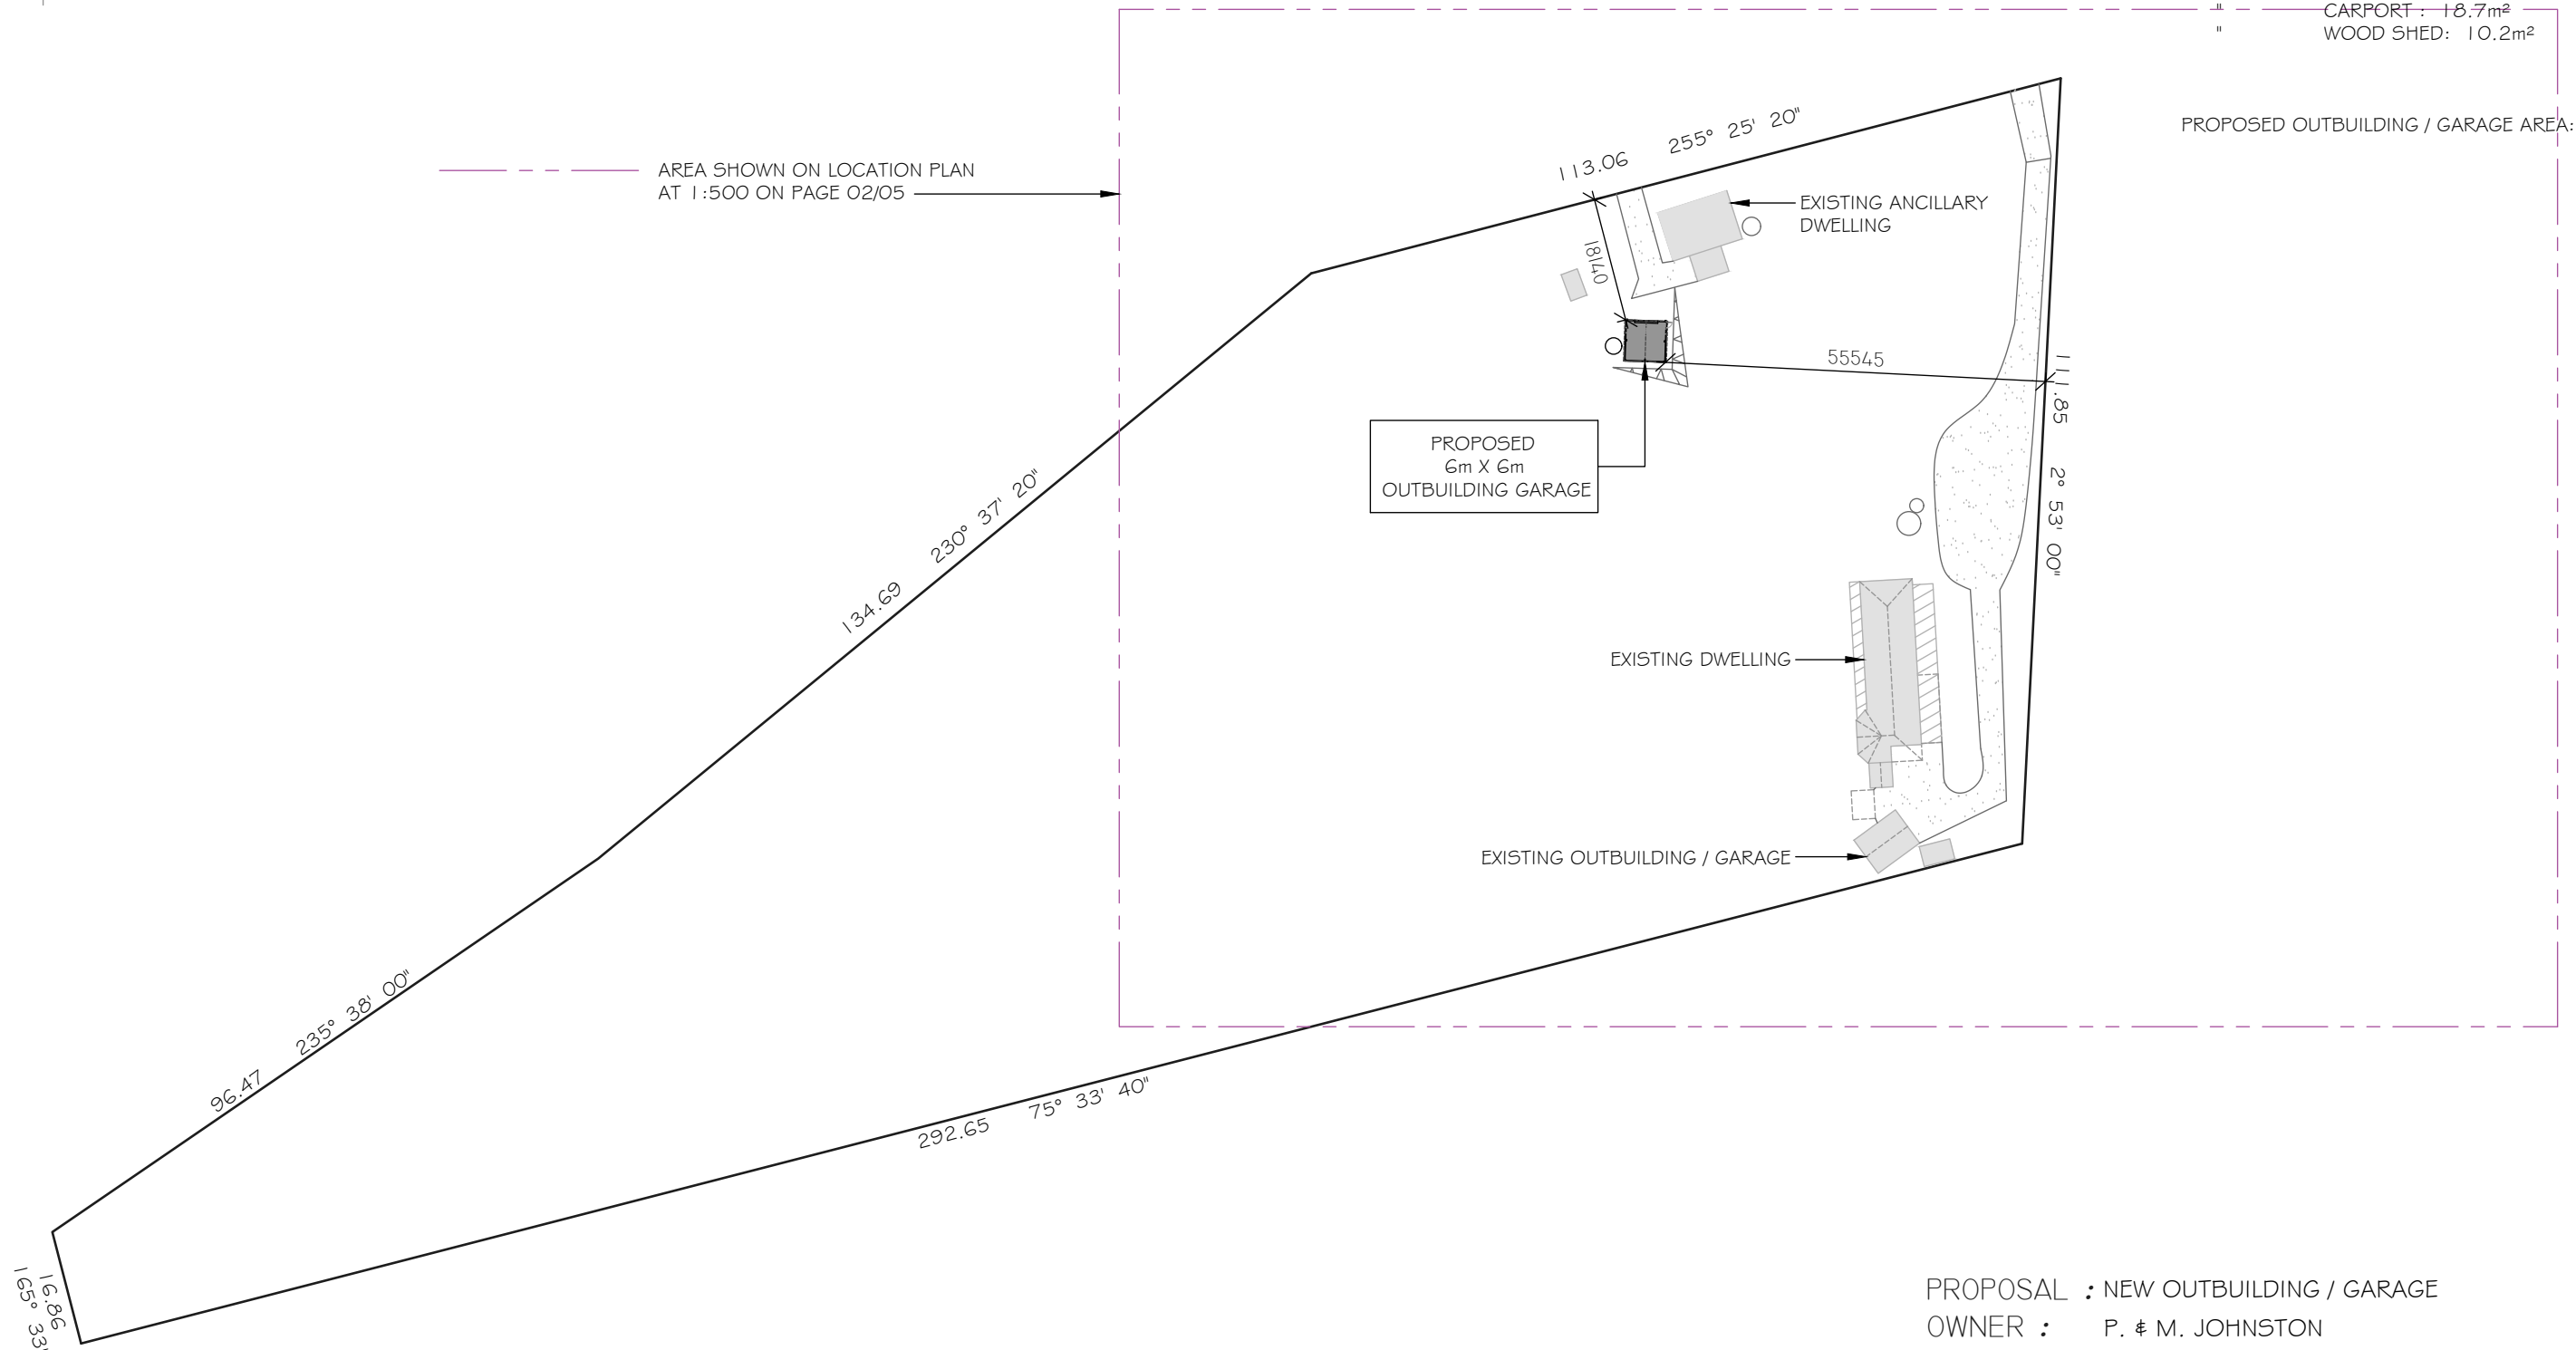 " CARPORT : 18.7m²
" WOOD SHED: 10.2m²
PROPOSED OUTBUILDING / GARAGE AREA:
AREA SHOWN ON LOCATION PLAN
AT 1:500 ON PAGE 02/05
113.06 255° 25' 20"
EXISTING ANCILLARY
DWELLING
18140
55545
111.85 2° 53' 00"
PROPOSED
6m X 6m
OUTBUILDING GARAGE
134.69 230° 37' 20"
EXISTING DWELLING
EXISTING OUTBUILDING / GARAGE
96.47 235° 38' 00"
292.65 75° 33' 40"
16.86
165° 33'
PROPOSAL : NEW OUTBUILDING / GARAGE
OWNER : P. & M. JOHNSTON